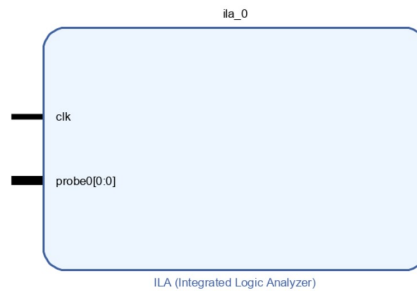 ila_0
clk
probe0[0:0]
ILA (Integrated Logic Analyzer)